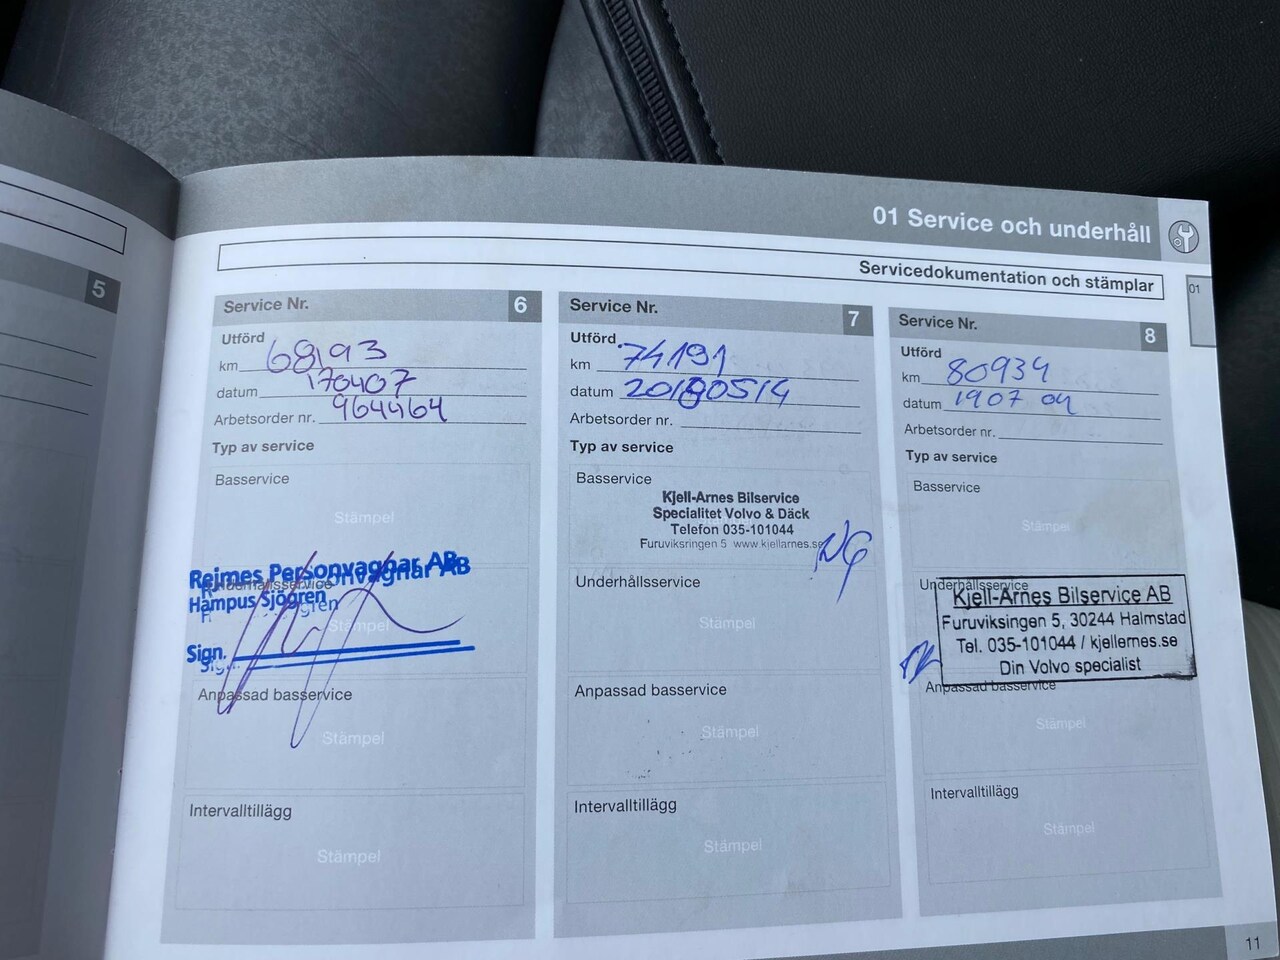 01 Service och underhåll
Servicedokumentation och stämplar
01
5
Service Nr. 6
Utförd
km 68193
datum 170407
Arbetsorder nr. 964464
Typ av service
Basservice
Stämpel
Rejmes Personvagnar AB
Underhållsservice
Hampus Sjögren
Stämpel
Sign.
Anpassad basservice
Stämpel
Intervalltillägg
Stämpel
Service Nr. 7
Utförd
km 74191
datum 20180514
Arbetsorder nr.
Typ av service
Basservice
Kjell-Arnes Bilservice
Specialitet Volvo & Däck
Telefon 035-101044
Furuviksringen 5 www.kjellarnes.se
NG
Underhållsservice
Stämpel
Anpassad basservice
Stämpel
Intervalltillägg
Stämpel
Service Nr. 8
Utförd
km 80934
datum 1907 04
Arbetsorder nr.
Typ av service
Basservice
Stämpel
Underhållsservice
Kjell-Arnes Bilservice AB
Furuviksingen 5, 30244 Halmstad
Tel. 035-101044 / kjellernes.se
Din Volvo specialist
Anpassad basservice
Stämpel
Intervalltillägg
Stämpel
11